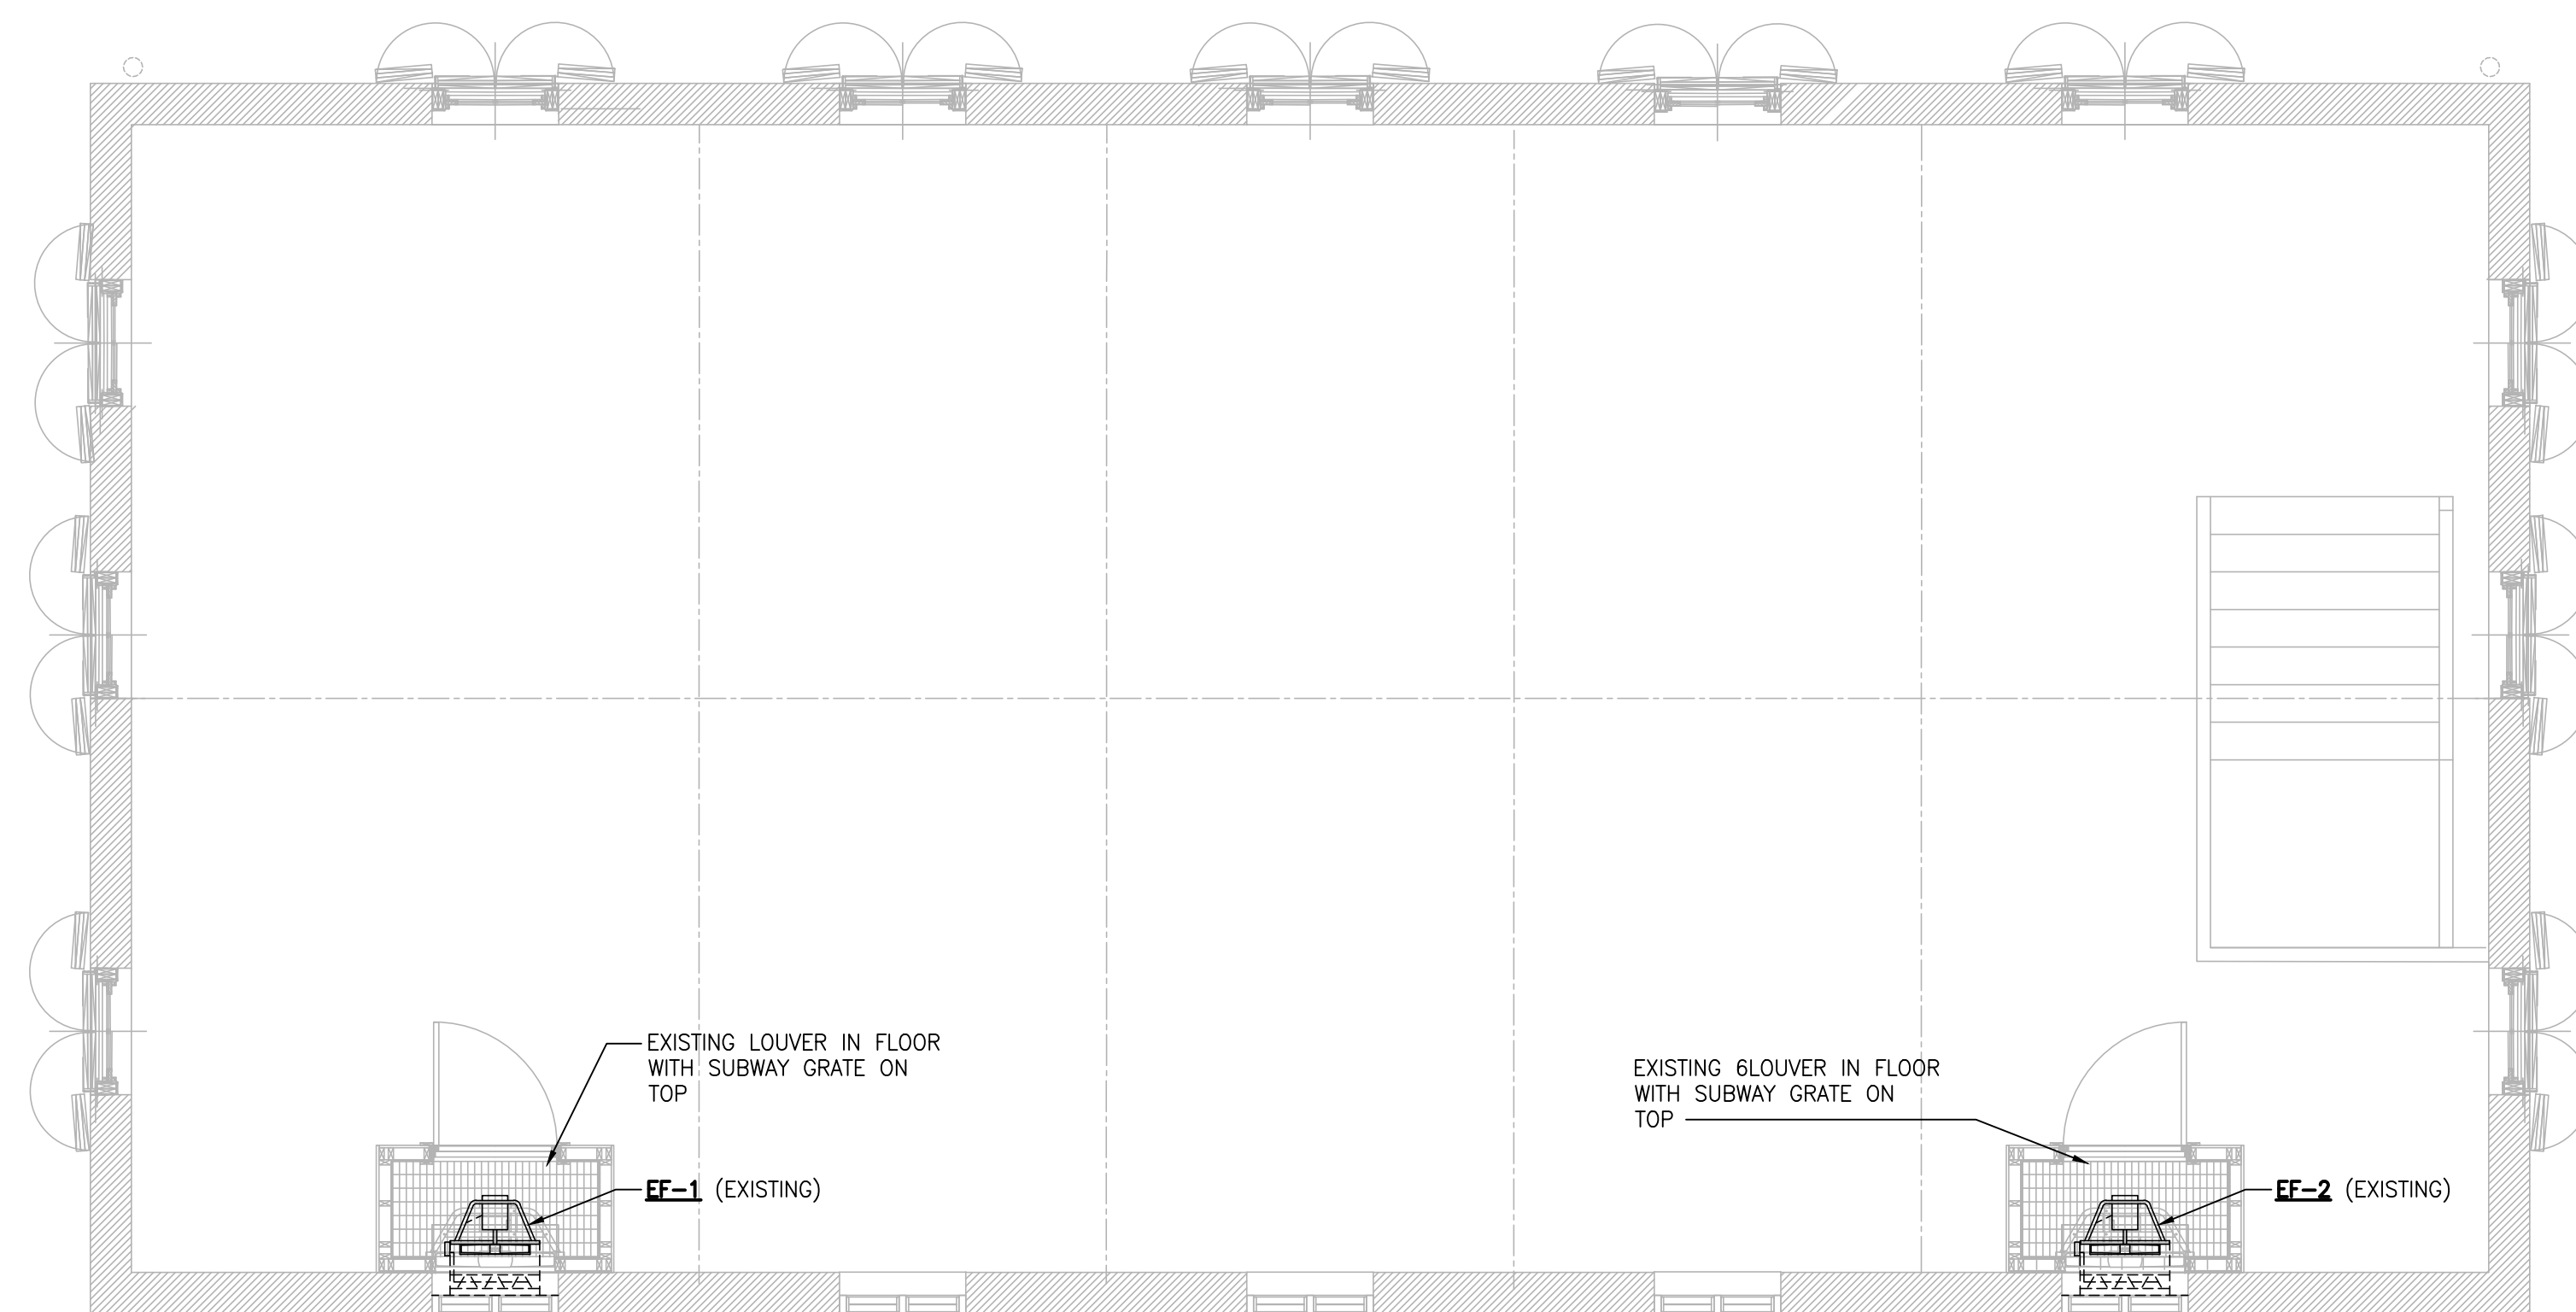 EXISTING LOUVER IN FLOOR
WITH SUBWAY GRATE ON
TOP
EF-1 (EXISTING)
EXISTING 6LOUVER IN FLOOR
WITH SUBWAY GRATE ON
TOP
EF-2 (EXISTING)